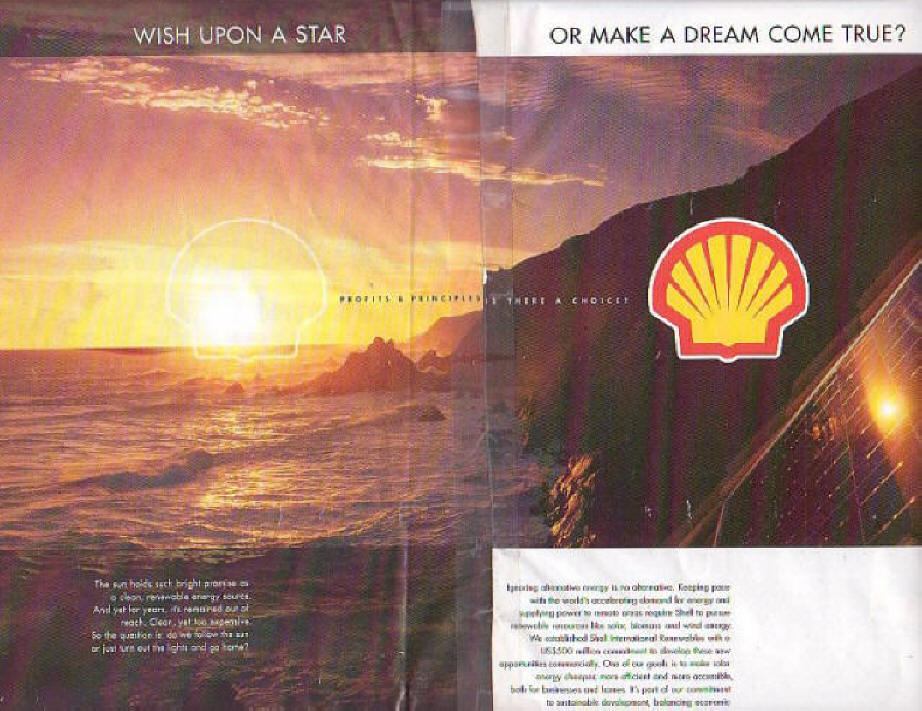 WISH UPON A STAR
OR MAKE A DREAM COME TRUE?
PROFITS & PRINCIPLES IS THERE A CHOICE?
The sun holds such bright promise as
a clean, renewable energy source.
And yet for years, it's remained out of
reach. Clean, yet too expensive.
So the question is: do we follow the sun
or just turn out the lights and go home?
Ignoring alternative energy is no alternative. Keeping pace
with the world's accelerating demand for energy and
supplying power to remote areas require Shell to pursue
renewable resources like solar, biomass and wind energy.
We established Shell International Renewables with a
US$500 million commitment to develop these new
opportunities commercially. One of our goals is to make solar
energy cheaper, more efficient and more accessible,
both for businesses and homes. It's part of our commitment
to sustainable development, balancing economic